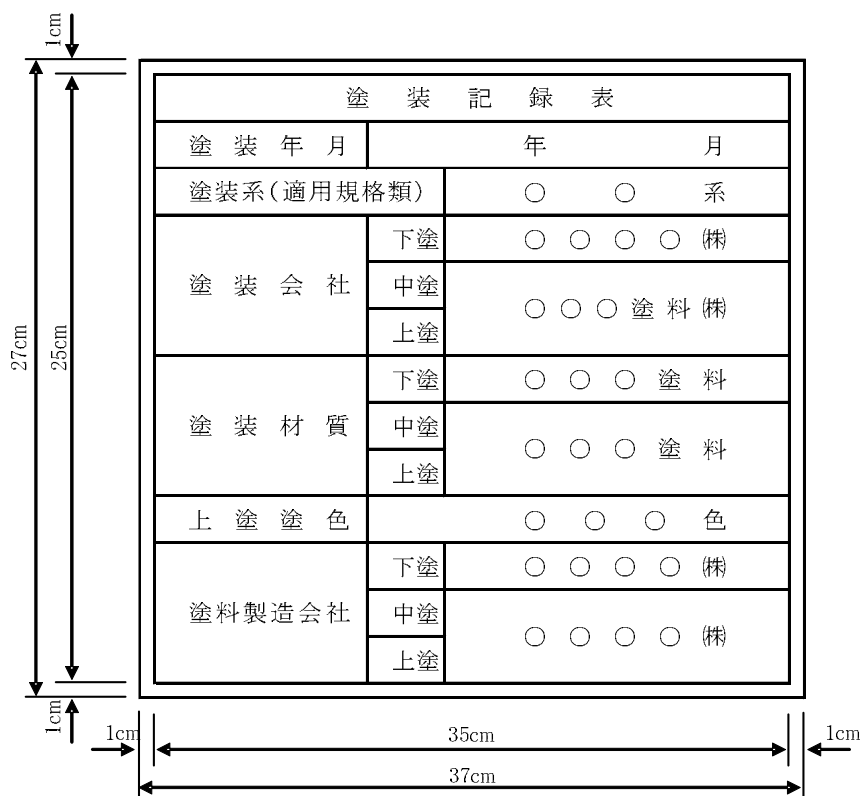 1cm
27cm
25cm
塗装記録表
塗装年月 年 月
塗装系(適用規格類) ○ ○ 系
塗装会社 下塗 ○ ○ ○ ○ ㈱
中塗 ○ ○ ○ 塗 料 ㈱
上塗
塗装材質 下塗 ○ ○ ○ 塗 料
中塗 ○ ○ ○ 塗 料
上塗
上塗塗色 ○ ○ ○ 色
塗料製造会社 下塗 ○ ○ ○ ○ ㈱
中塗 ○ ○ ○ ○ ㈱
上塗
1cm
1cm 35cm 1cm
37cm